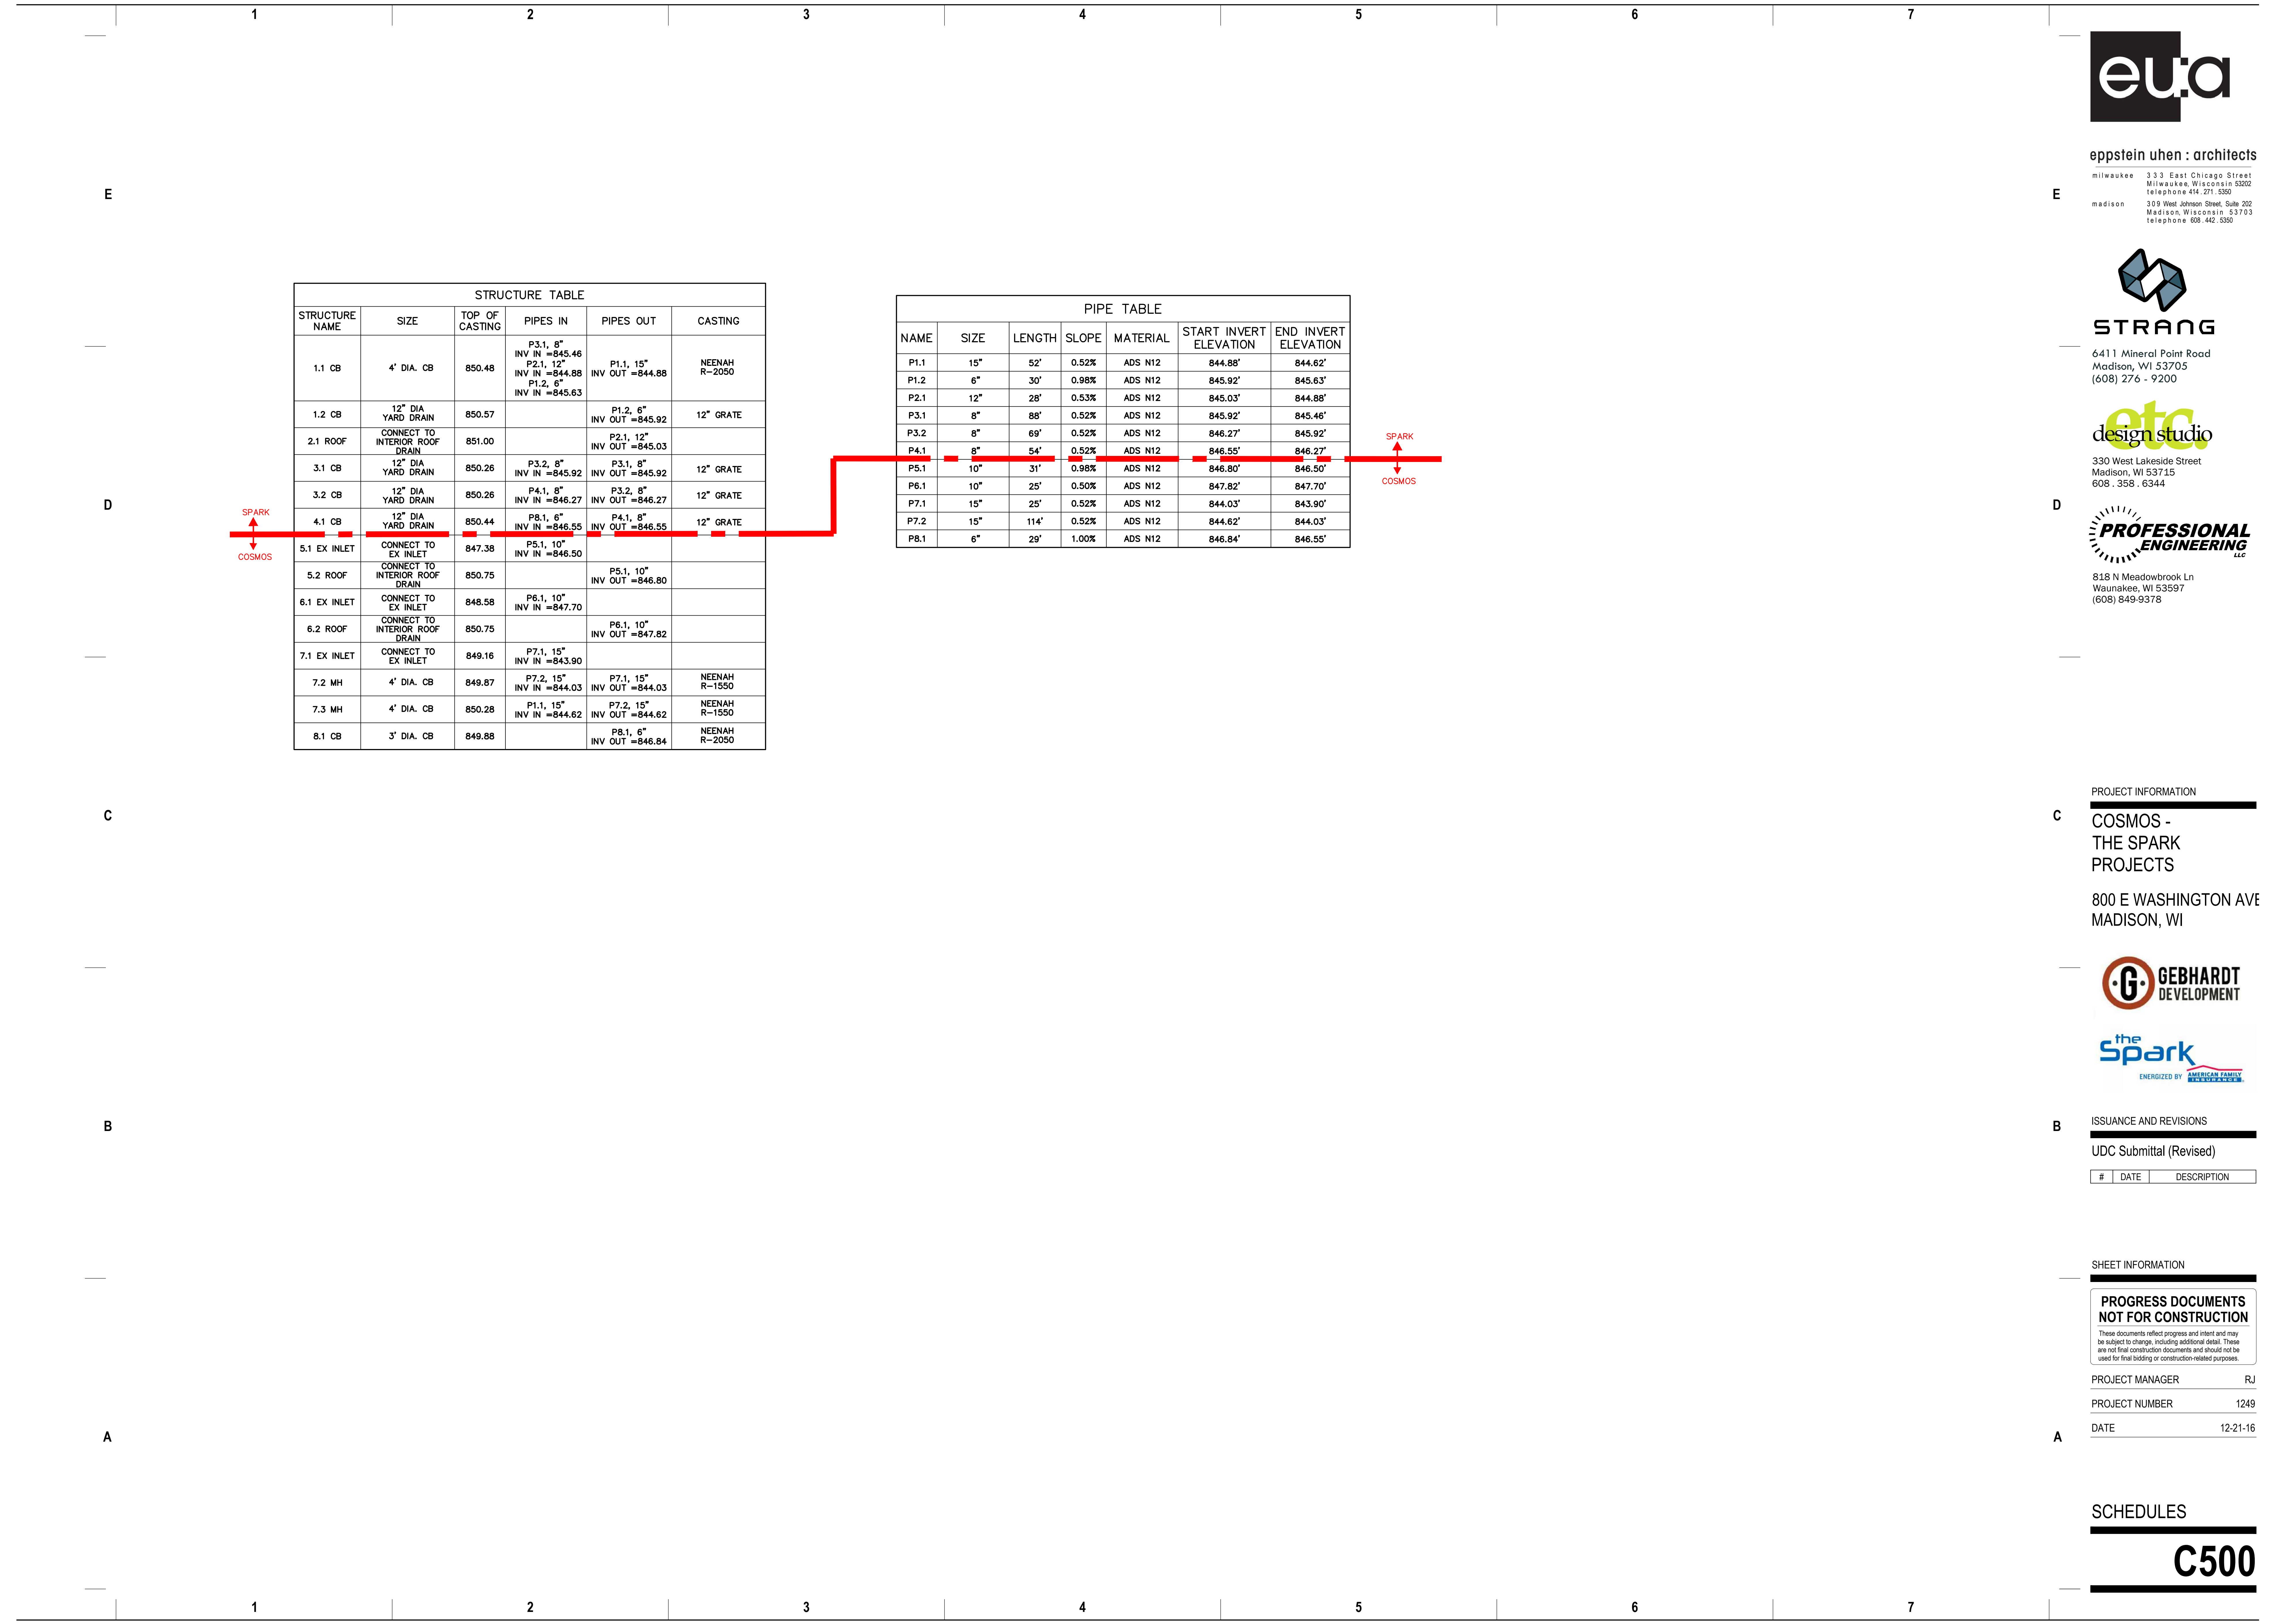 1 2 3 4 5 6 7
E
D
C
B
A
STRUCTURE TABLE
STRUCTURE NAME SIZE TOP OF CASTING PIPES IN PIPES OUT CASTING
1.1 CB 4' DIA. CB 850.48 P3.1, 8" INV IN =845.46 P2.1, 12" INV IN =844.88 P1.2, 6" INV IN =845.63 P1.1, 15" INV OUT =844.88 NEENAH R-2050
1.2 CB 12" DIA YARD DRAIN 850.57 P1.2, 6" INV OUT =845.92 12" GRATE
2.1 ROOF CONNECT TO INTERIOR ROOF DRAIN 851.00 P2.1, 12" INV OUT =845.03
3.1 CB 12" DIA YARD DRAIN 850.26 P3.2, 8" INV IN =845.92 P3.1, 8" INV OUT =845.92 12" GRATE
3.2 CB 12" DIA YARD DRAIN 850.26 P4.1, 8" INV IN =846.27 P3.2, 8" INV OUT =846.27 12" GRATE
4.1 CB 12" DIA YARD DRAIN 850.44 P8.1, 6" INV IN =846.55 P4.1, 8" INV OUT =846.55 12" GRATE
5.1 EX INLET CONNECT TO EX INLET 847.38 P5.1, 10" INV IN =846.50
5.2 ROOF CONNECT TO INTERIOR ROOF DRAIN 850.75 P5.1, 10" INV OUT =846.80
6.1 EX INLET CONNECT TO EX INLET 848.58 P6.1, 10" INV IN =847.70
6.2 ROOF CONNECT TO INTERIOR ROOF DRAIN 850.75 P6.1, 10" INV OUT =847.82
7.1 EX INLET CONNECT TO EX INLET 849.16 P7.1, 15" INV IN =843.90
7.2 MH 4' DIA. CB 849.87 P7.2, 15" INV IN =844.03 P7.1, 15" INV OUT =844.03 NEENAH R-1550
7.3 MH 4' DIA. CB 850.28 P1.1, 15" INV IN =844.62 P7.2, 15" INV OUT =844.62 NEENAH R-1550
8.1 CB 3' DIA. CB 849.88 P8.1, 6" INV OUT =846.84 NEENAH R-2050
SPARK
COSMOS
PIPE TABLE
NAME SIZE LENGTH SLOPE MATERIAL START INVERT ELEVATION END INVERT ELEVATION
P1.1 15" 52' 0.52% ADS N12 844.88' 844.62'
P1.2 6" 30' 0.98% ADS N12 845.92' 845.63'
P2.1 12" 28' 0.53% ADS N12 845.03' 844.88'
P3.1 8" 88' 0.52% ADS N12 845.92' 845.46'
P3.2 8" 69' 0.52% ADS N12 846.27' 845.92'
P4.1 8" 54' 0.52% ADS N12 846.55' 846.27'
P5.1 10" 31' 0.98% ADS N12 846.80' 846.50'
P6.1 10" 25' 0.50% ADS N12 847.82' 847.70'
P7.1 15" 25' 0.52% ADS N12 844.03' 843.90'
P7.2 15" 114' 0.52% ADS N12 844.62' 844.03'
P8.1 6" 29' 1.00% ADS N12 846.84' 846.55'
SPARK
COSMOS
E
D
C
B
A
eu:a
eppstein uhen : architects
milwaukee 333 East Chicago Street
Milwaukee, Wisconsin 53202
telephone 414.271.5350
madison 309 West Johnson Street, Suite 202
Madison, Wisconsin 53703
telephone 608.442.5350
STRANG
6411 Mineral Point Road
Madison, WI 53705
(608) 276 - 9200
etc.
design studio
330 West Lakeside Street
Madison, WI 53715
608 . 358 . 6344
PROFESSIONAL
ENGINEERING
LLC
818 N Meadowbrook Ln
Waunakee, WI 53597
(608) 849-9378
PROJECT INFORMATION
COSMOS -
THE SPARK
PROJECTS
800 E WASHINGTON AVE
MADISON, WI
G GEBHARDT
DEVELOPMENT
the
Spark
ENERGIZED BY AMERICAN FAMILY
INSURANCE
ISSUANCE AND REVISIONS
UDC Submittal (Revised)
# DATE DESCRIPTION
SHEET INFORMATION
PROGRESS DOCUMENTS
NOT FOR CONSTRUCTION
These documents reflect progress and intent and may
be subject to change, including additional detail. These
are not final construction documents and should not be
used for final bidding or construction-related purposes.
PROJECT MANAGER RJ
PROJECT NUMBER 1249
DATE 12-21-16
SCHEDULES
C500
1 2 3 4 5 6 7